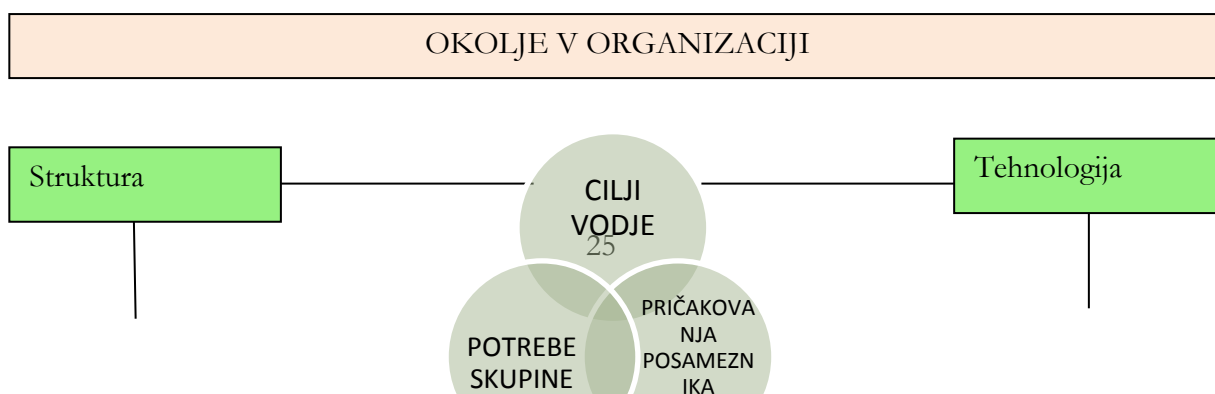 OKOLJE V ORGANIZACIJI
Struktura
Tehnologija
CILJI
VODJE
25
PRIČAKOVA
NJA
POSAMEZN
IKA
POTREBE
SKUPINE